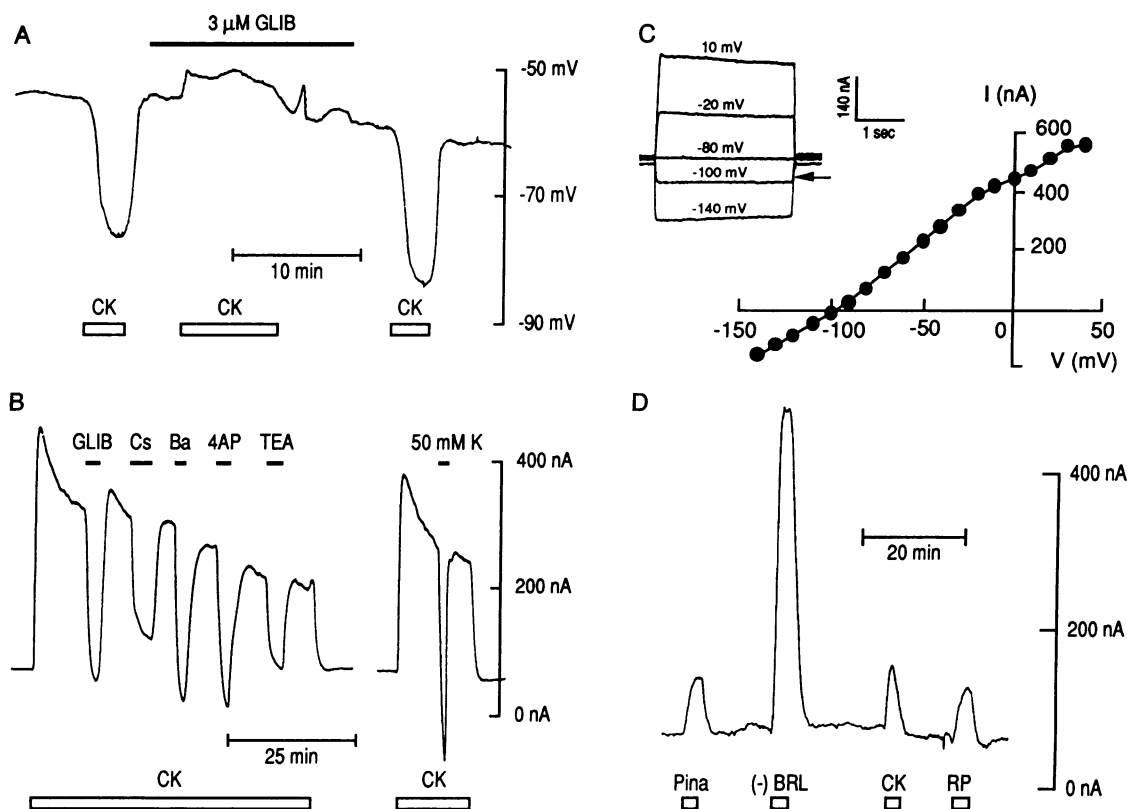 A
3 μM GLIB
-50 mV
-70 mV
-90 mV
10 min
CK
CK
CK
B
GLIB Cs Ba 4AP TEA
50 mM K
400 nA
200 nA
0 nA
25 min
CK
CK
C
10 mV
-20 mV
-80 mV
-100 mV
-140 mV
140 nA
1 sec
I (nA)
600
400
200
-150 -100 -50 0 50
V (mV)
D
400 nA
200 nA
0 nA
20 min
Pina (-) BRL CK RP